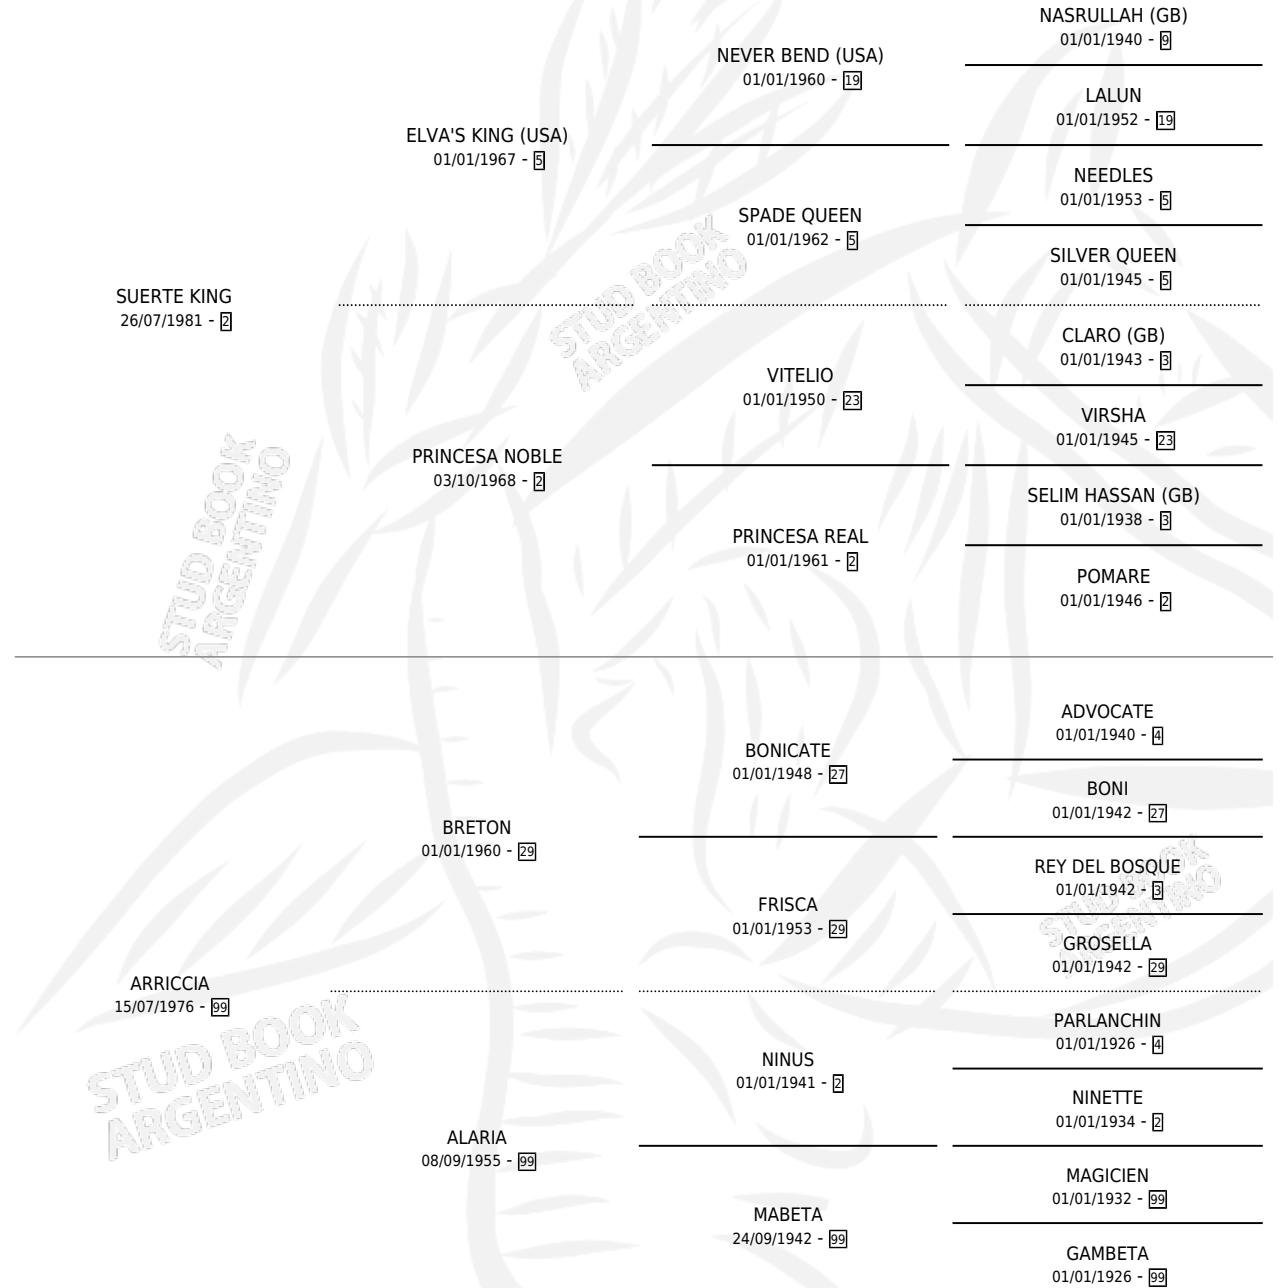 NASRULLAH (GB)
01/01/1940 - 9
NEVER BEND (USA)
01/01/1960 - 19
LALUN
01/01/1952 - 19
ELVA'S KING (USA)
01/01/1967 - 5
NEEDLES
01/01/1953 - 5
SPADE QUEEN
01/01/1962 - 5
SILVER QUEEN
01/01/1945 - 5
SUERTE KING
26/07/1981 - 2
CLARO (GB)
01/01/1943 - 3
VITELIO
01/01/1950 - 23
VIRSHA
01/01/1945 - 23
PRINCESA NOBLE
03/10/1968 - 2
SELIM HASSAN (GB)
01/01/1938 - 3
PRINCESA REAL
01/01/1961 - 2
POMARE
01/01/1946 - 2
ADVOCATE
01/01/1940 - 4
BONICATE
01/01/1948 - 27
BONI
01/01/1942 - 27
BRETON
01/01/1960 - 29
REY DEL BOSQUE
01/01/1942 - 3
FRISCA
01/01/1953 - 29
GROSELLA
01/01/1942 - 29
ARRICCIA
15/07/1976 - 99
PARLANCHIN
01/01/1926 - 4
NINUS
01/01/1941 - 2
NINETTE
01/01/1934 - 2
ALARIA
08/09/1955 - 99
MAGICIEN
01/01/1932 - 99
MABETA
24/09/1942 - 99
GAMBETA
01/01/1926 - 99
STUD BOOK
ARGENTINO
STUD BOOK
ARGENTINO
STUD BOOK
ARGENTINO
STUD BOOK
ARGENTINO